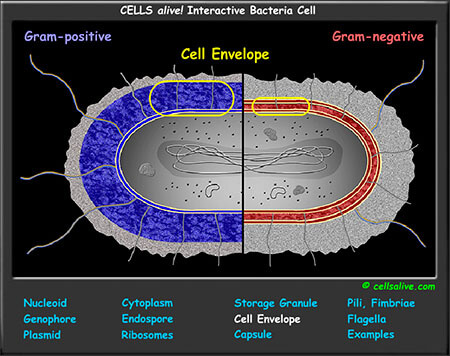 CELLS alive! Interactive Bacteria Cell
Gram-positive
Gram-negative
Cell Envelope
© cellsalive.com
Nucleoid Cytoplasm Storage Granule Pili, Fimbriae
Genophore Endospore Cell Envelope Flagella
Plasmid Ribosomes Capsule Examples